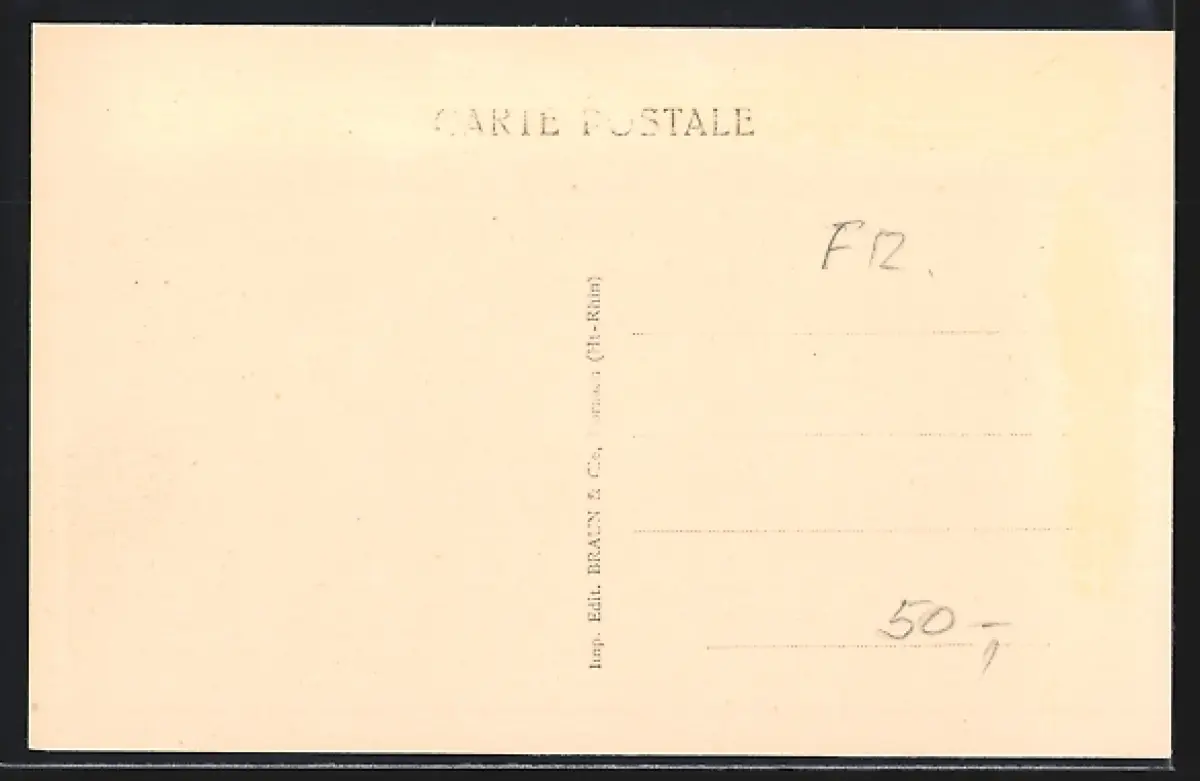 CARTE POSTALE
FR.
Imp. Edit. BRAUN & Cie, (Ht-Rhin)
50,-